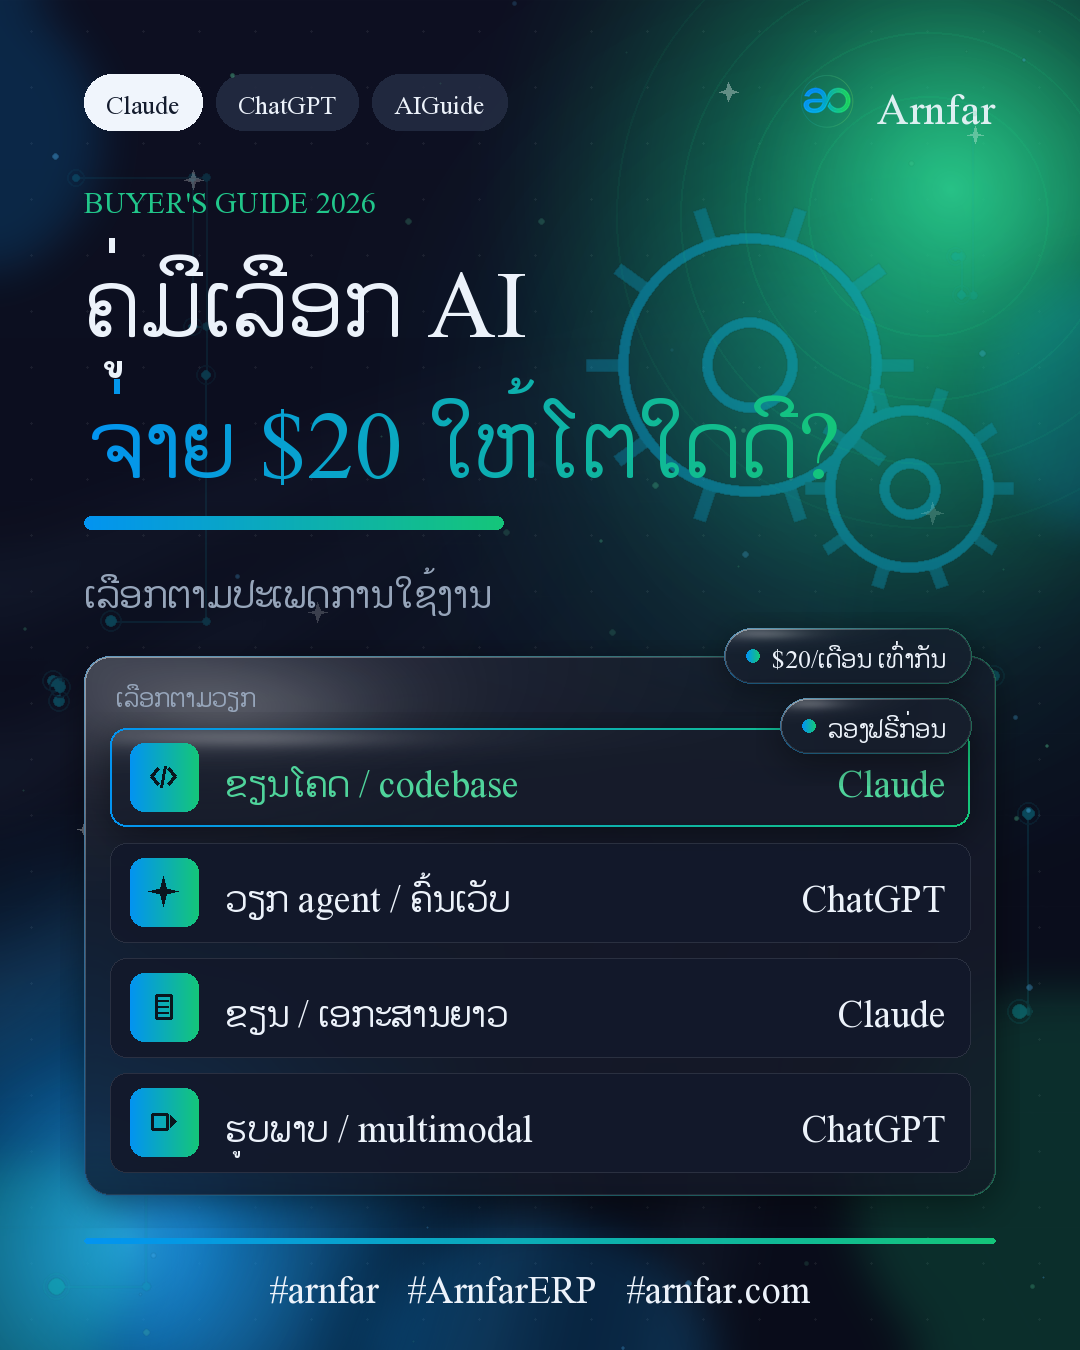 Claude ChatGPT AIGuide
Arnfar
BUYER'S GUIDE 2026
ຄູ່ມືເລືອກ AI
ຈ່າຍ $20 ໃຫ້ໂຕໃດດີ?
ເລືອກຕາມປະເພດການໃຊ້ງານ
$20/ເດືອນ ເທົ່າກັນ
ເລືອກຕາມວຽກ
ລອງຟຣີກ່ອນ
ຂຽນໂຄດ / codebase Claude
ວຽກ agent / ຄົ້ນເວັບ ChatGPT
ຂຽນ / ເອກະສານຍາວ Claude
ຮູບພາບ / multimodal ChatGPT
#arnfar #ArnfarERP #arnfar.com